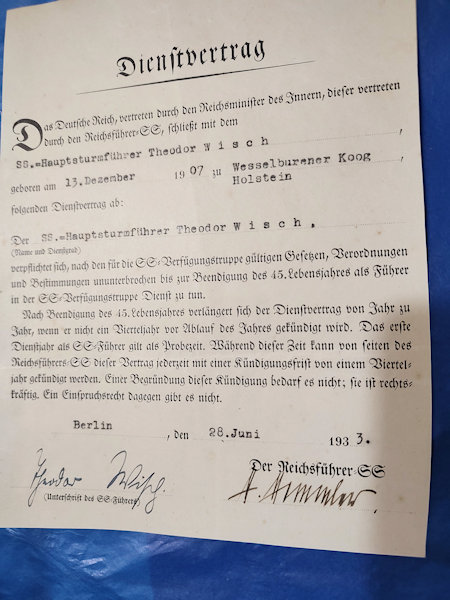 Dienstvertrag
Das Deutsche Reich, vertreten durch den Reichsminister des Innern, dieser vertreten
durch den Reichsführer-SS, schließt mit dem
SS.=Hauptsturmführer Theodor W i s c h ,
geboren am 13.Dezember 1907 zu Wesselburener Koog
Holstein
folgenden Dienstvertrag ab:
Der SS.=Hauptsturmführer Theodor W i s c h ,
(Name und Dienstgrad)
verpflichtet sich, nach den für die SS-Verfügungstruppe gültigen Gesetzen, Verordnungen
und Bestimmungen ununterbrochen bis zur Beendigung des 45. Lebensjahres als Führer
in der SS-Verfügungstruppe Dienst zu tun.
Nach Beendigung des 45. Lebensjahres verlängert sich der Dienstvertrag von Jahr zu
Jahr, wenn er nicht ein Vierteljahr vor Ablauf des Jahres gekündigt wird. Das erste
Dienstjahr als SS-Führer gilt als Probezeit. Während dieser Zeit kann von seiten des
Reichsführers-SS dieser Vertrag jederzeit mit einer Kündigungsfrist von einem Viertel-
jahr gekündigt werden. Einer Begründung dieser Kündigung bedarf es nicht; sie ist rechts-
kräftig. Ein Einspruchsrecht dagegen gibt es nicht.
Berlin , den 28.Juni 1933.
Der Reichsführer-SS
Theodor Wisch.
H. Himmler.
(Unterschrift des SS-Führers)